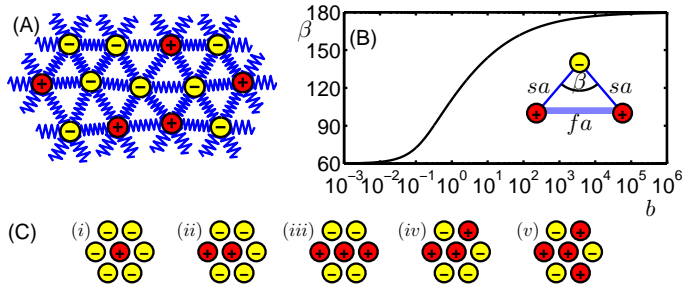 (A)
− − + −
+ − − − +
− + + −
β
180
150
120
90
60
(B)
−
β
sa sa
+ +
fa
10⁻³ 10⁻² 10⁻¹ 10⁰ 10¹ 10² 10³ 10⁴ 10⁵ 10⁶
b
(C)
(i) (ii) (iii) (iv) (v)
− − − − − − − + − +
− + − + + − + + + + + − + + −
− − − − − − − − − +